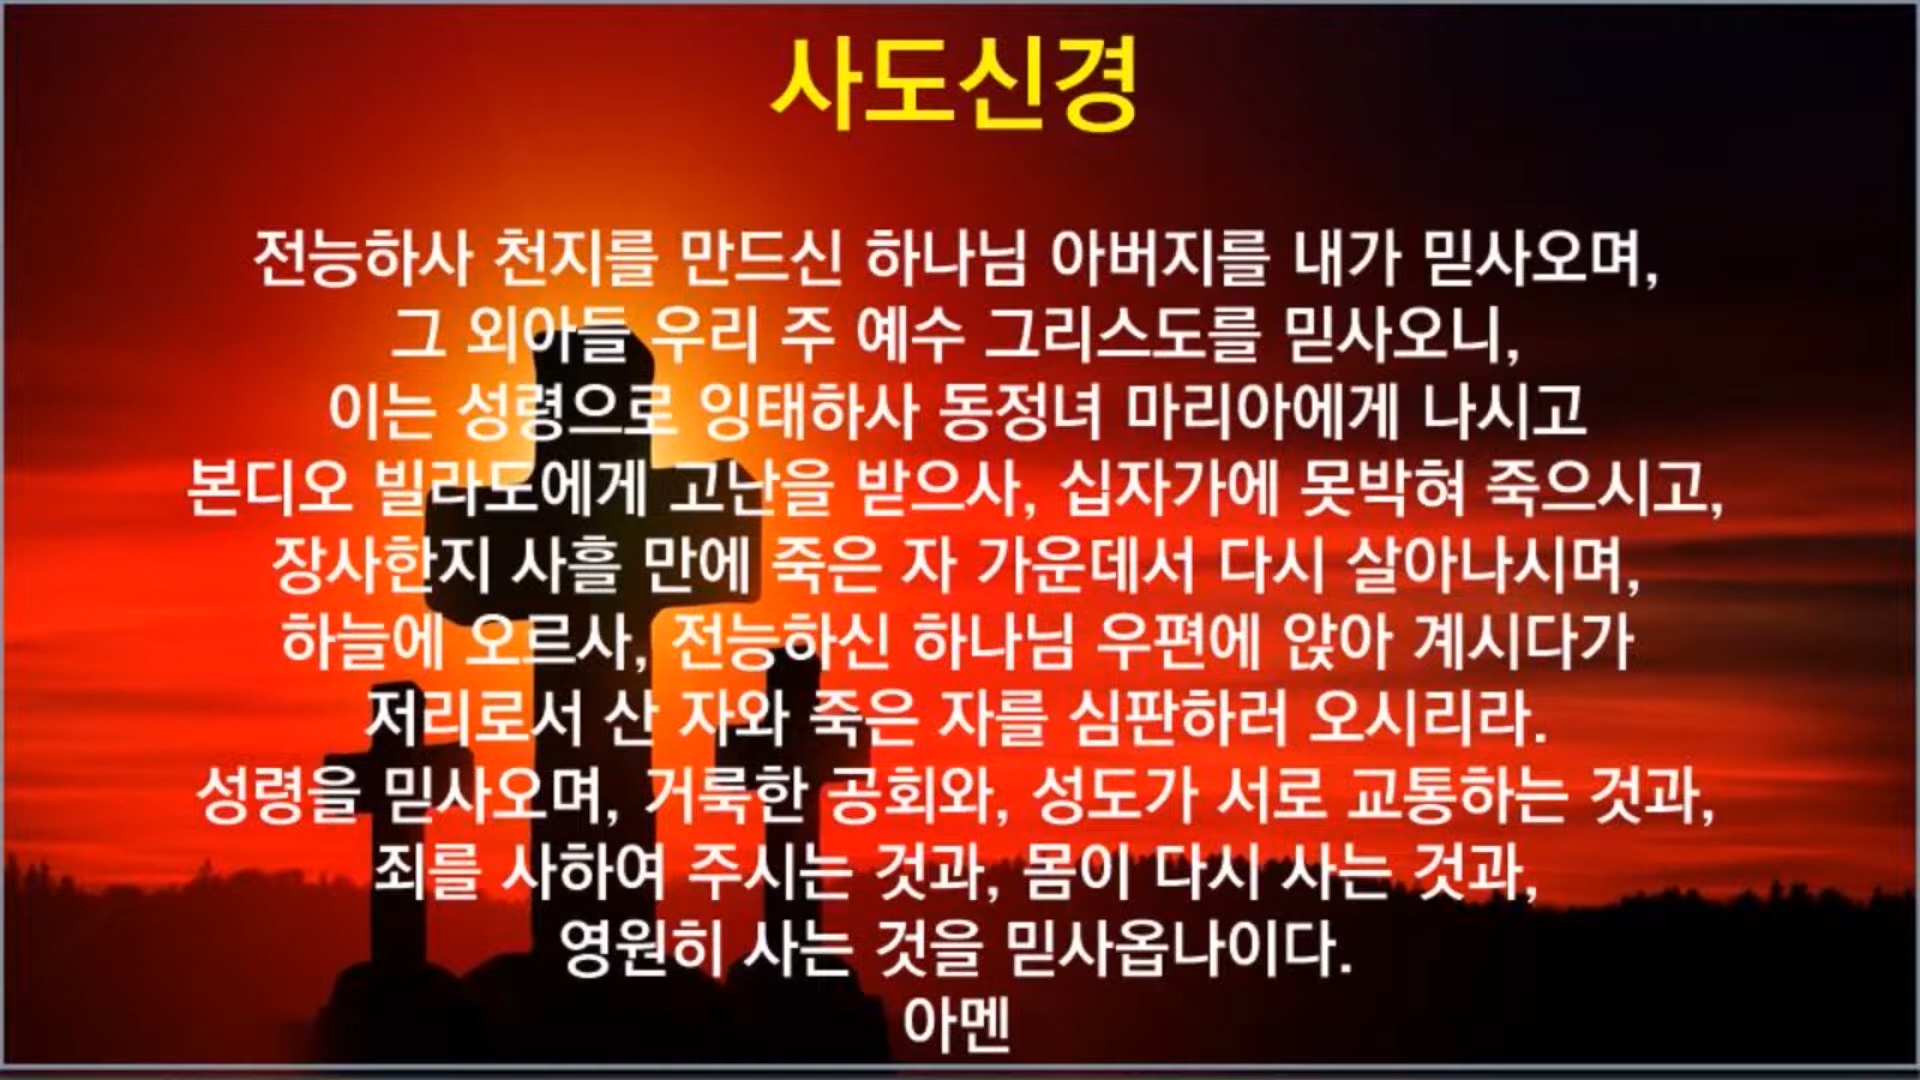 사도신경
전능하사 천지를 만드신 하나님 아버지를 내가 믿사오며,
그 외아들 우리 주 예수 그리스도를 믿사오니,
이는 성령으로 잉태하사 동정녀 마리아에게 나시고
본디오 빌라도에게 고난을 받으사, 십자가에 못박혀 죽으시고,
장사한지 사흘 만에 죽은 자 가운데서 다시 살아나시며,
하늘에 오르사, 전능하신 하나님 우편에 앉아 계시다가
저리로서 산 자와 죽은 자를 심판하러 오시리라.
성령을 믿사오며, 거룩한 공회와, 성도가 서로 교통하는 것과,
죄를 사하여 주시는 것과, 몸이 다시 사는 것과,
영원히 사는 것을 믿사옵나이다.
아멘